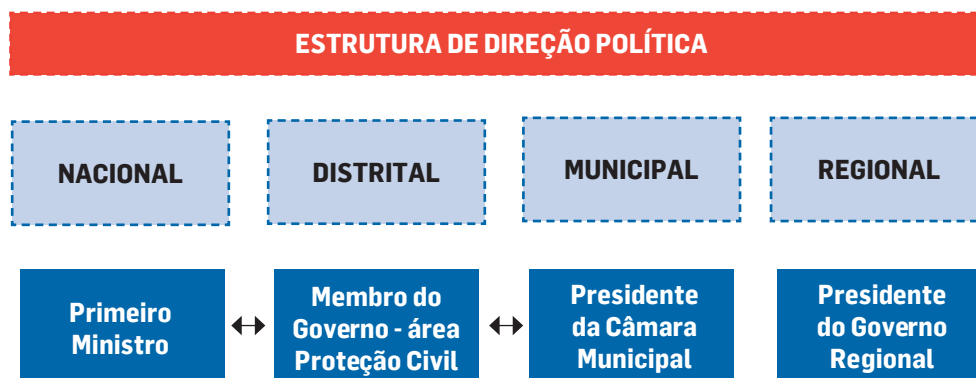 ESTRUTURA DE DIREÇÃO POLÍTICA
NACIONAL
DISTRITAL
MUNICIPAL
REGIONAL
Primeiro
Ministro
Membro do
Governo - área
Proteção Civil
Presidente
da Câmara
Municipal
Presidente
do Governo
Regional